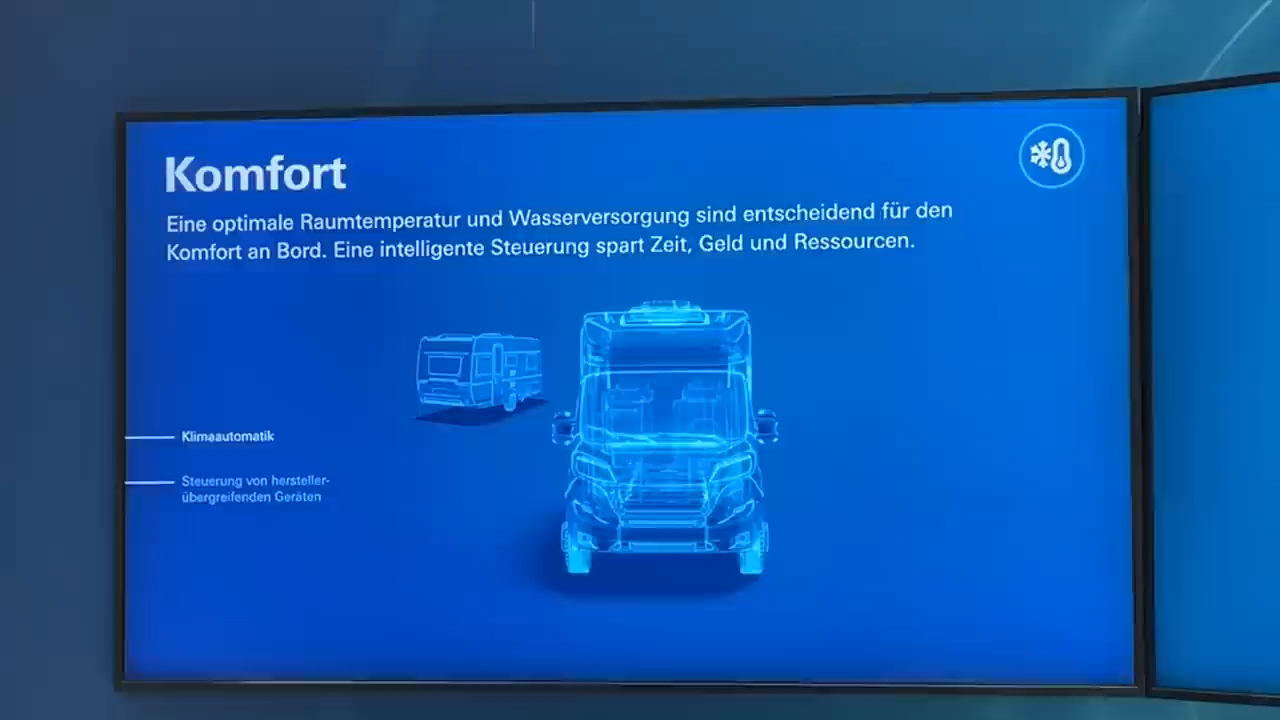 Komfort
Eine optimale Raumtemperatur und Wasserversorgung sind entscheidend für den
Komfort an Bord. Eine intelligente Steuerung spart Zeit, Geld und Ressourcen.
Klimaautomatik
Steuerung von hersteller-
übergreifenden Geräten